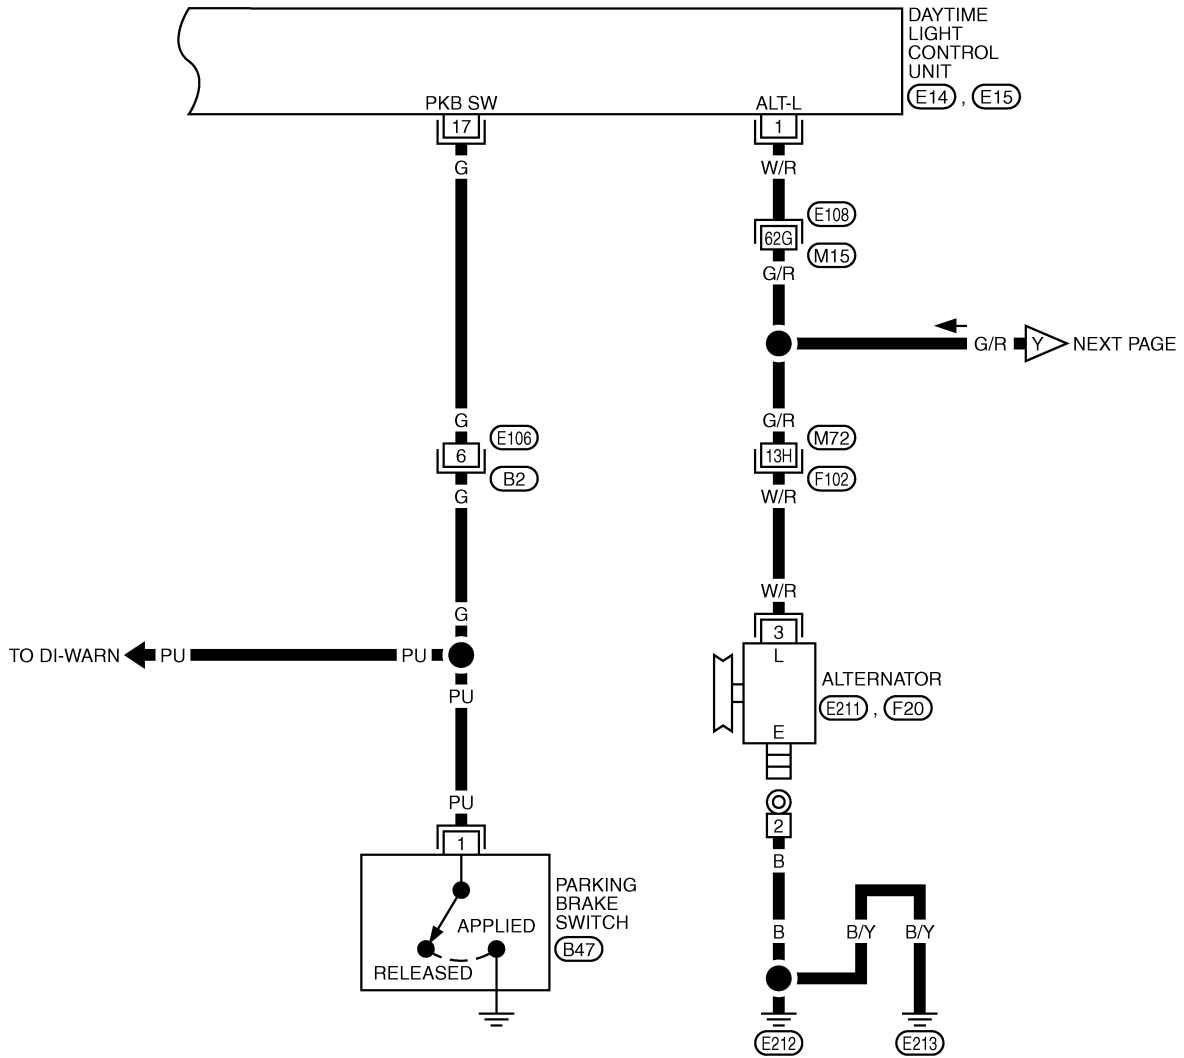 DAYTIME
LIGHT
CONTROL
UNIT
E14 , E15
PKB SW
ALT-L
17
1
G
W/R
E108
62G
M15
G/R
G/R
Y
NEXT PAGE
G
G/R
E106
M72
6
13H
B2
F102
G
W/R
G
W/R
3
L
TO DI-WARN
PU
PU
ALTERNATOR
E211 , F20
PU
E
PU
2
1
B
PARKING
BRAKE
SWITCH
B47
APPLIED
RELEASED
B
B/Y
B/Y
E212
E213